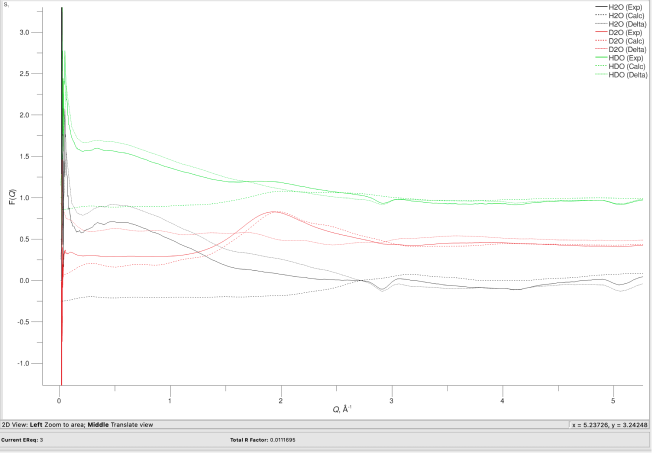 s.
H2O (Exp)
H2O (Calc)
H2O (Delta)
D2O (Exp)
D2O (Calc)
D2O (Delta)
HDO (Exp)
HDO (Calc)
HDO (Delta)
3.0
2.5
2.0
1.5
1.0
0.5
0.0
-0.5
-1.0
F(Q)
0 1 2 3 4 5
Q, Å⁻¹
2D View: Left Zoom to area; Middle Translate view
x = 5.23726, y = 3.24248
Current EReq: 3 Total R Factor: 0.0111695